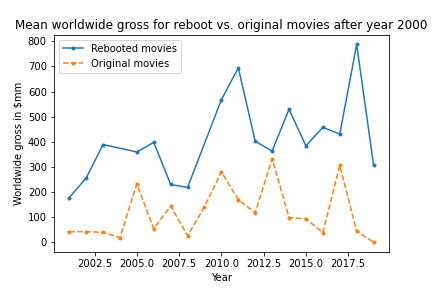 Mean worldwide gross for reboot vs. original movies after year 2000
Rebooted movies
Original movies
Worldwide gross in $mm
800
700
600
500
400
300
200
100
0
2002.5 2005.0 2007.5 2010.0 2012.5 2015.0 2017.5
Year